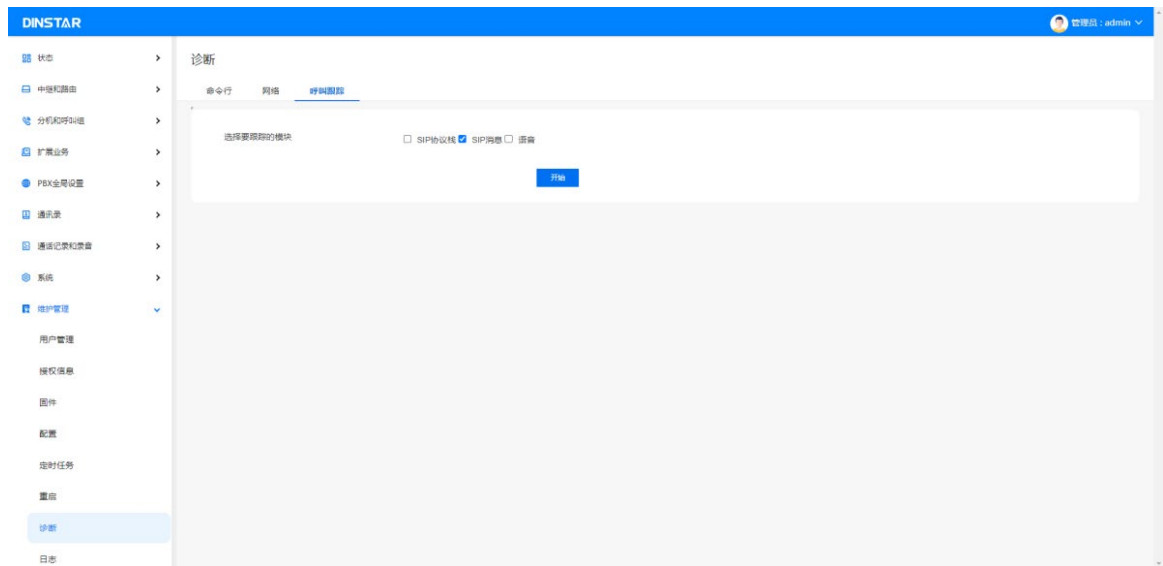 DINSTAR
管理员 : admin
状态
中继和路由
分机和呼叫组
扩展业务
PBX全局设置
通讯录
通话记录和录音
系统
维护管理
用户管理
授权信息
固件
配置
定时任务
重启
诊断
日志
诊断
命令行 网络 呼叫跟踪
选择要跟踪的模块 SIP协议栈 SIP消息 语音
开始